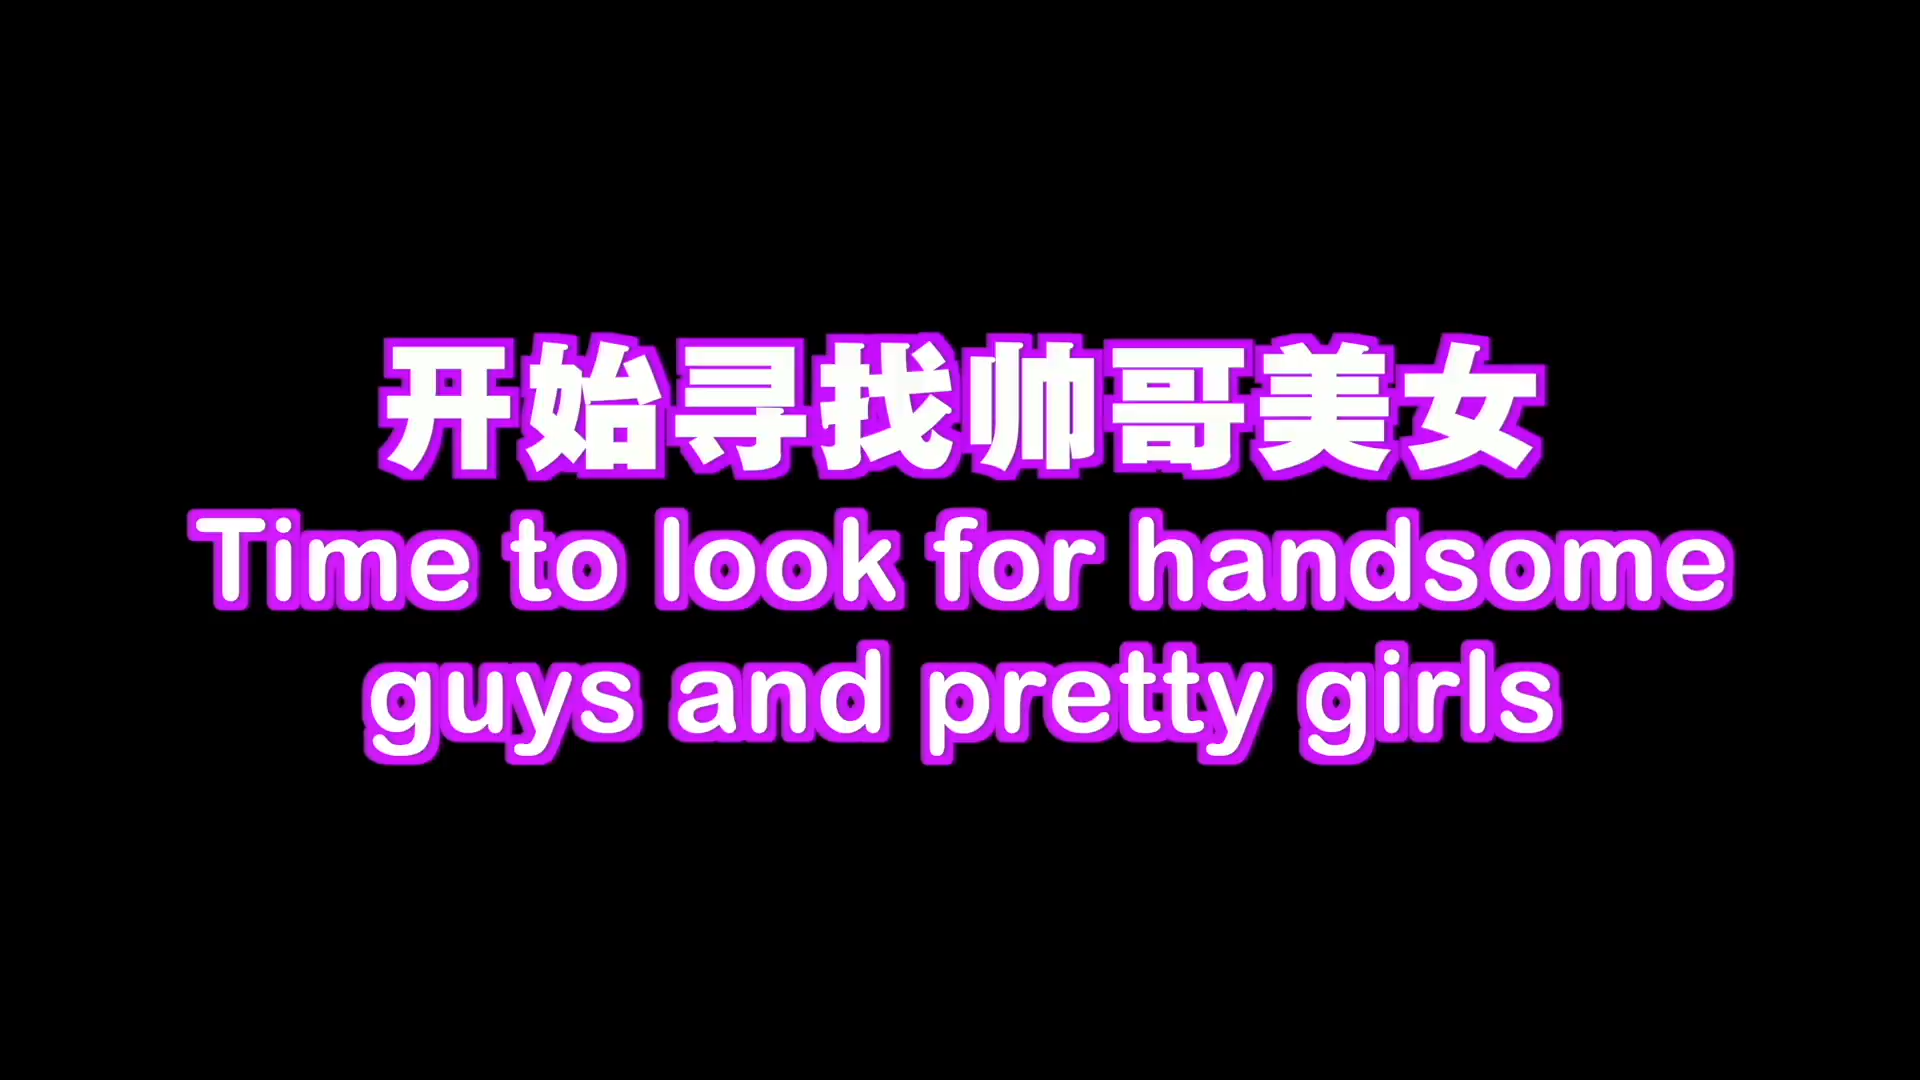 开始寻找帅哥美女
Time to look for handsome
guys and pretty girls